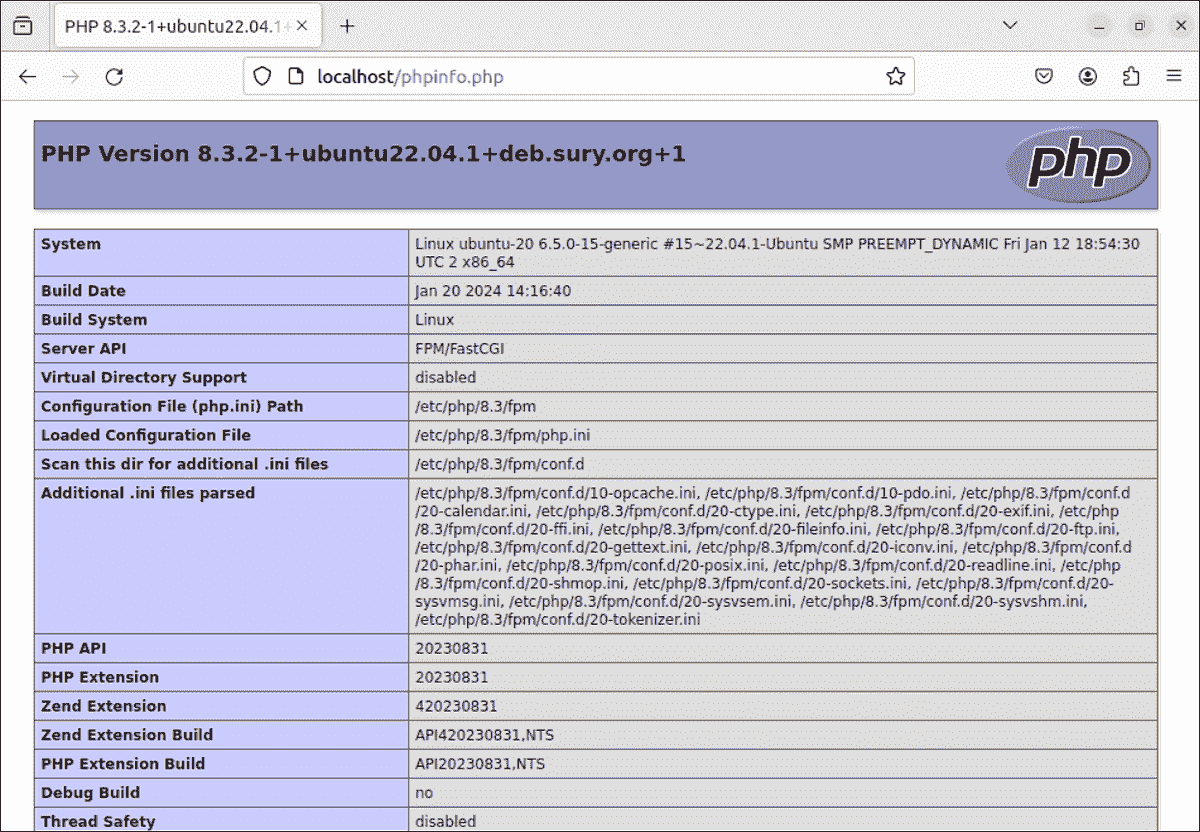 PHP 8.3.2-1+ubuntu22.04.1+
localhost/phpinfo.php
PHP Version 8.3.2-1+ubuntu22.04.1+deb.sury.org+1
php
System
Linux ubuntu-20 6.5.0-15-generic #15~22.04.1-Ubuntu SMP PREEMPT_DYNAMIC Fri Jan 12 18:54:30
UTC 2 x86_64
Build Date
Jan 20 2024 14:16:40
Build System
Linux
Server API
FPM/FastCGI
Virtual Directory Support
disabled
Configuration File (php.ini) Path
/etc/php/8.3/fpm
Loaded Configuration File
/etc/php/8.3/fpm/php.ini
Scan this dir for additional .ini files
/etc/php/8.3/fpm/conf.d
Additional .ini files parsed
/etc/php/8.3/fpm/conf.d/10-opcache.ini, /etc/php/8.3/fpm/conf.d/10-pdo.ini, /etc/php/8.3/fpm/conf.d
/20-calendar.ini, /etc/php/8.3/fpm/conf.d/20-ctype.ini, /etc/php/8.3/fpm/conf.d/20-exif.ini, /etc/php
/8.3/fpm/conf.d/20-ffi.ini, /etc/php/8.3/fpm/conf.d/20-fileinfo.ini, /etc/php/8.3/fpm/conf.d/20-ftp.ini,
/etc/php/8.3/fpm/conf.d/20-gettext.ini, /etc/php/8.3/fpm/conf.d/20-iconv.ini, /etc/php/8.3/fpm/conf.d
/20-phar.ini, /etc/php/8.3/fpm/conf.d/20-posix.ini, /etc/php/8.3/fpm/conf.d/20-readline.ini, /etc/php
/8.3/fpm/conf.d/20-shmop.ini, /etc/php/8.3/fpm/conf.d/20-sockets.ini, /etc/php/8.3/fpm/conf.d/20-
sysvmsg.ini, /etc/php/8.3/fpm/conf.d/20-sysvsem.ini, /etc/php/8.3/fpm/conf.d/20-sysvshm.ini,
/etc/php/8.3/fpm/conf.d/20-tokenizer.ini
PHP API
20230831
PHP Extension
20230831
Zend Extension
420230831
Zend Extension Build
API420230831,NTS
PHP Extension Build
API20230831,NTS
Debug Build
no
Thread Safety
disabled